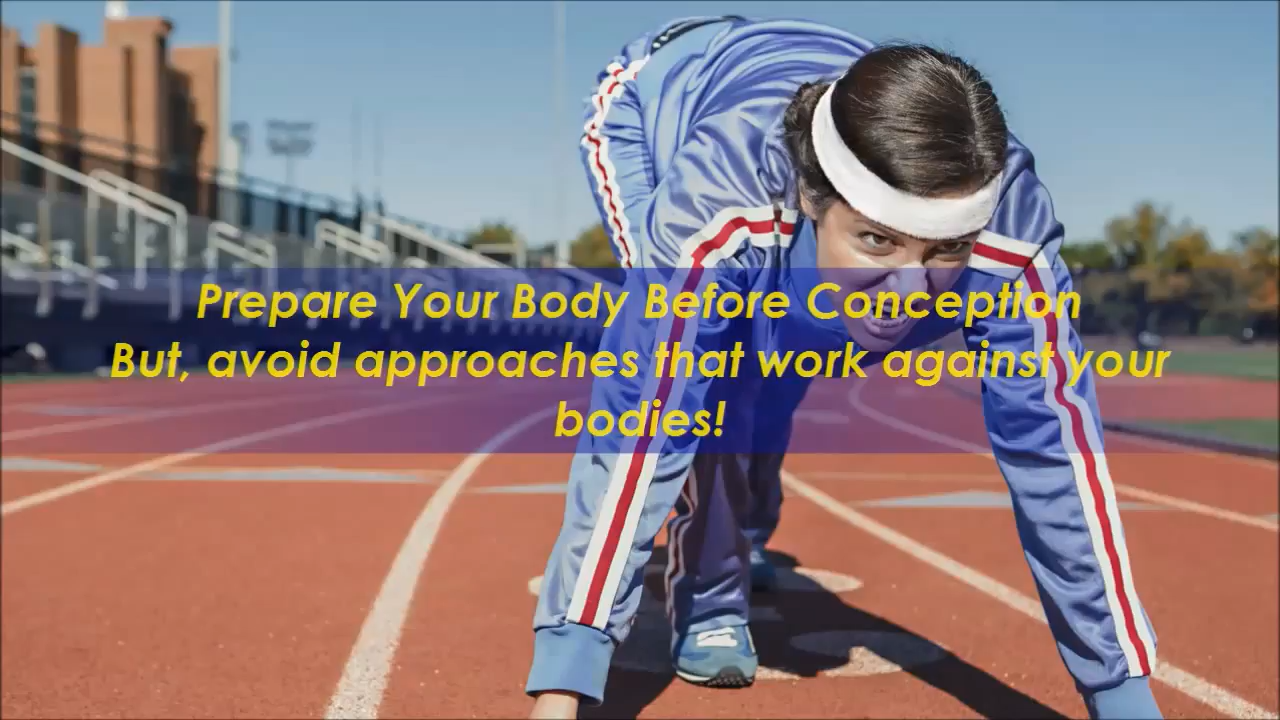 Prepare Your Body Before Conception
But, avoid approaches that work against your
bodies!